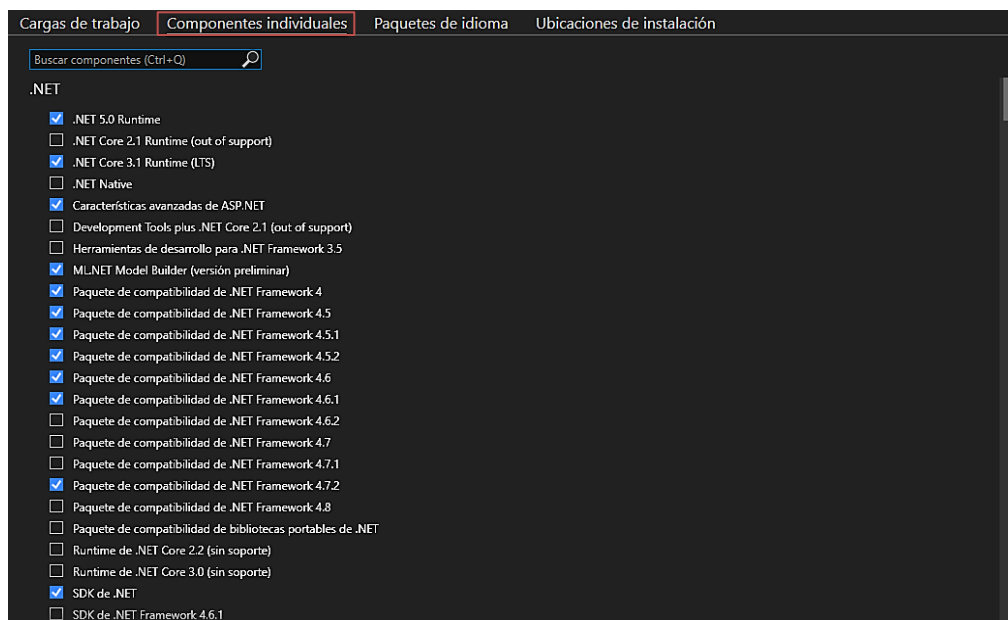 Cargas de trabajo Componentes individuales Paquetes de idioma Ubicaciones de instalación
Buscar componentes (Ctrl+Q)
.NET
.NET 5.0 Runtime
.NET Core 2.1 Runtime (out of support)
.NET Core 3.1 Runtime (LTS)
.NET Native
Características avanzadas de ASP.NET
Development Tools plus .NET Core 2.1 (out of support)
Herramientas de desarrollo para .NET Framework 3.5
ML.NET Model Builder (versión preliminar)
Paquete de compatibilidad de .NET Framework 4
Paquete de compatibilidad de .NET Framework 4.5
Paquete de compatibilidad de .NET Framework 4.5.1
Paquete de compatibilidad de .NET Framework 4.5.2
Paquete de compatibilidad de .NET Framework 4.6
Paquete de compatibilidad de .NET Framework 4.6.1
Paquete de compatibilidad de .NET Framework 4.6.2
Paquete de compatibilidad de .NET Framework 4.7
Paquete de compatibilidad de .NET Framework 4.7.1
Paquete de compatibilidad de .NET Framework 4.7.2
Paquete de compatibilidad de .NET Framework 4.8
Paquete de compatibilidad de bibliotecas portables de .NET
Runtime de .NET Core 2.2 (sin soporte)
Runtime de .NET Core 3.0 (sin soporte)
SDK de .NET
SDK de .NET Framework 4.6.1